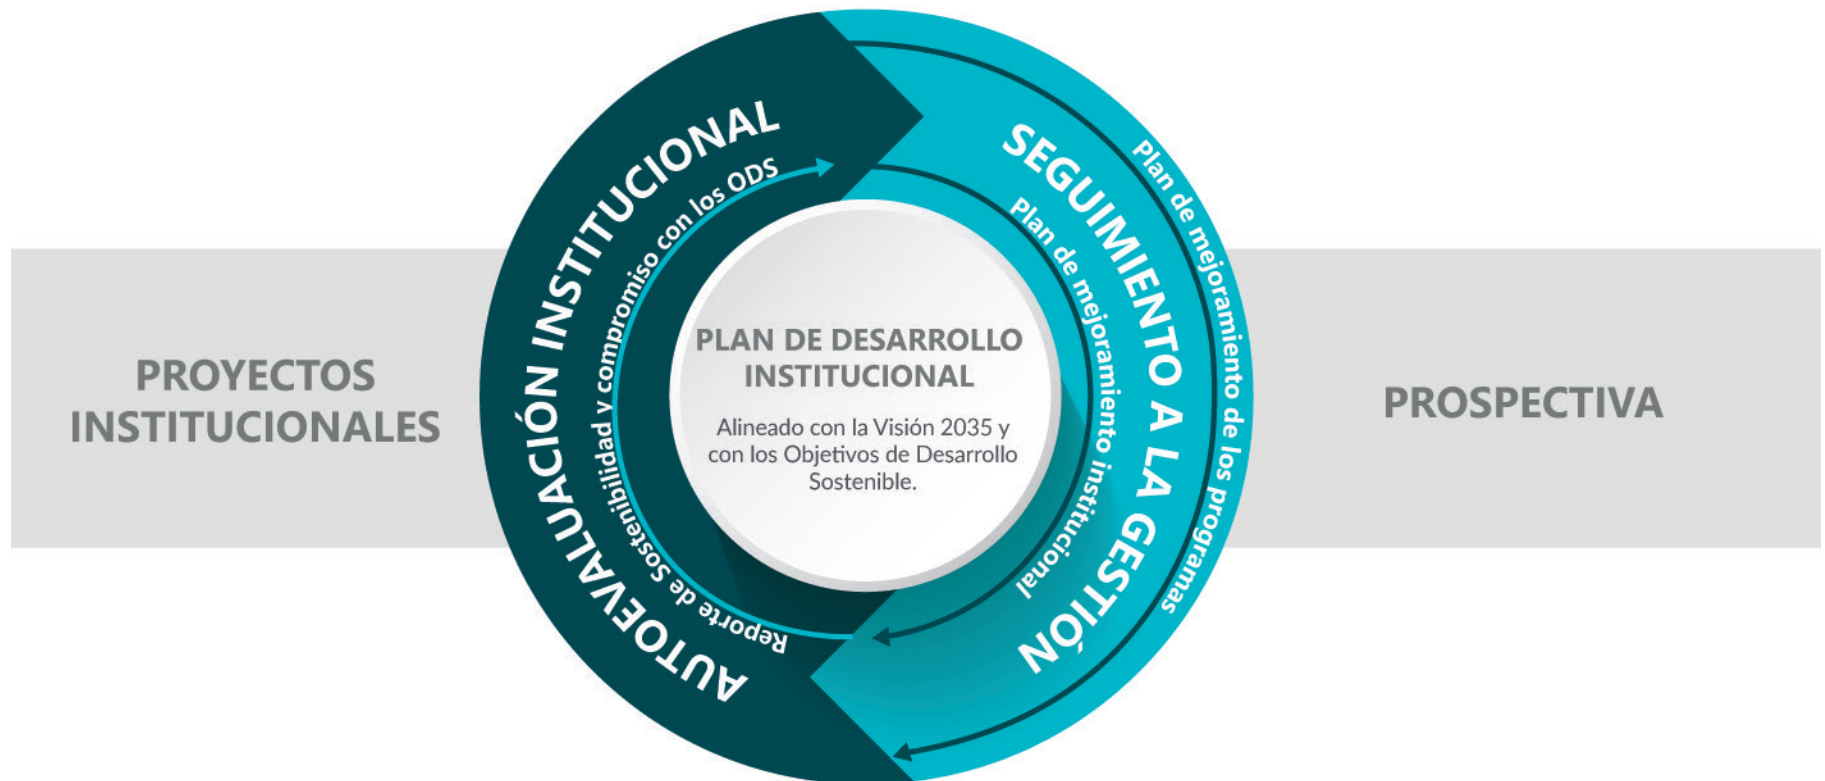 PROYECTOS
INSTITUCIONALES
AUTOEVALUACIÓN INSTITUCIONAL
Reporte de Sostenibilidad y compromiso con los ODS
PLAN DE DESARROLLO
INSTITUCIONAL
Alineado con la Visión 2035 y
con los Objetivos de Desarrollo
Sostenible.
Plan de mejoramiento institucional
SEGUIMIENTO A LA GESTIÓN
Plan de mejoramiento de los programas
PROSPECTIVA